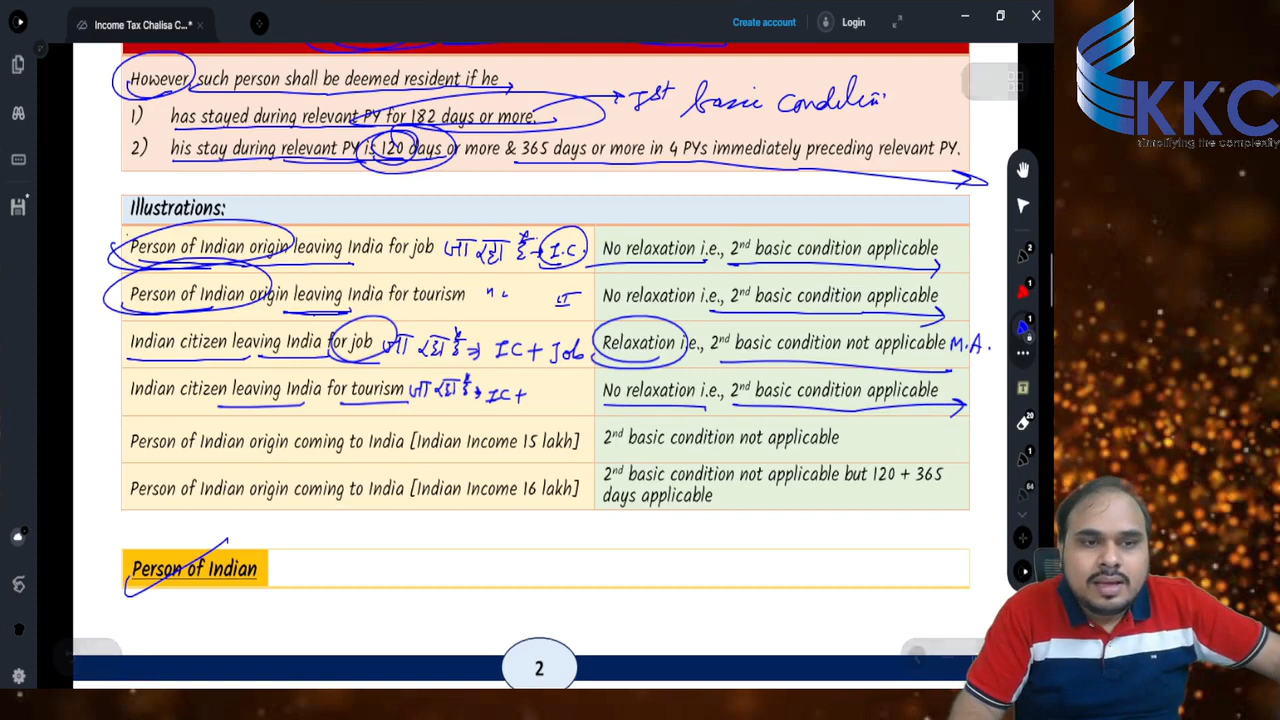 Income Tax Chalisa C...*
Create account
Login
KKC
simplifying the complexity
However, such person shall be deemed resident if he
1) has stayed during relevant PY for 182 days or more.
Ist basic condition
2) his stay during relevant PY is 120 days or more & 365 days or more in 4 PYs immediately preceding relevant PY.
Illustrations:
Person of Indian origin leaving India for job जा रहा है → I.C.
No relaxation i.e., 2nd basic condition applicable
Person of Indian origin leaving India for tourism
No relaxation i.e., 2nd basic condition applicable
Indian citizen leaving India for job जा रहा है ⇒ IC + Job
Relaxation i.e., 2nd basic condition not applicable N.A.
Indian citizen leaving India for tourism जा रहा है → IC +
No relaxation i.e., 2nd basic condition applicable
Person of Indian origin coming to India [Indian Income 15 lakh]
2nd basic condition not applicable
Person of Indian origin coming to India [Indian Income 16 lakh]
2nd basic condition not applicable but 120 + 365
days applicable
Person of Indian
2